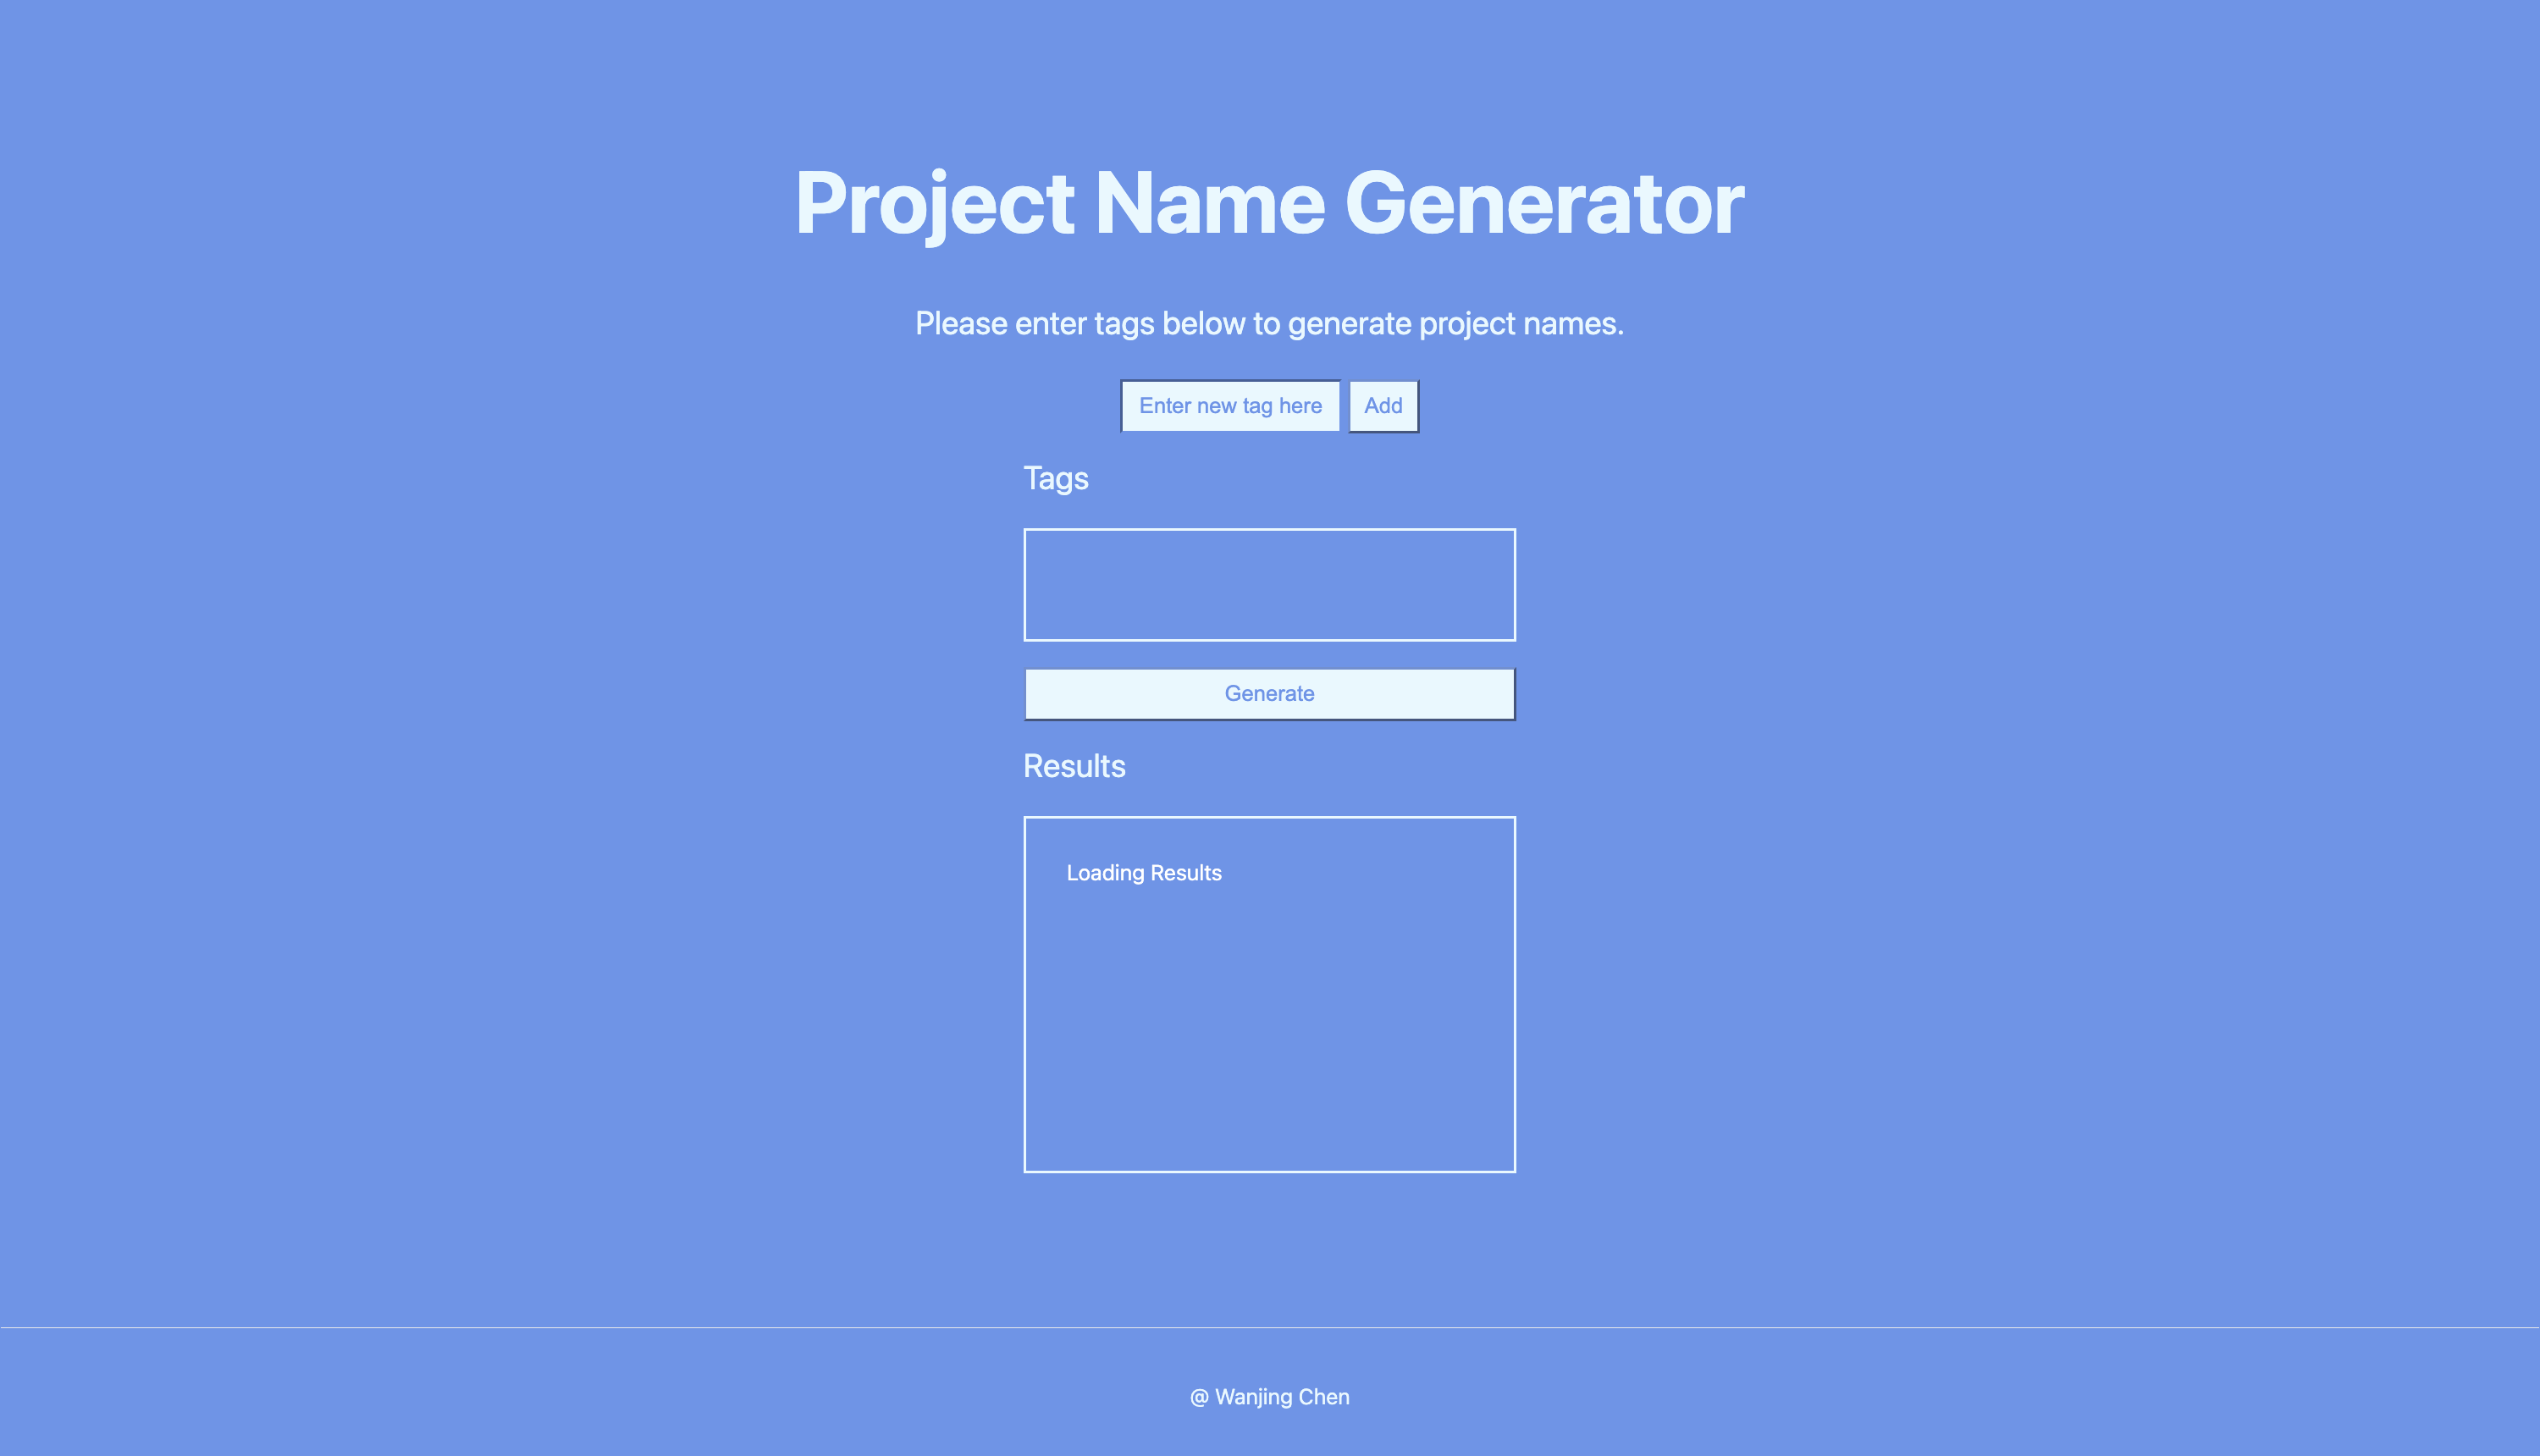 Project Name Generator
Please enter tags below to generate project names.
Enter new tag here Add
Tags
Generate
Results
Loading Results
@ Wanjing Chen